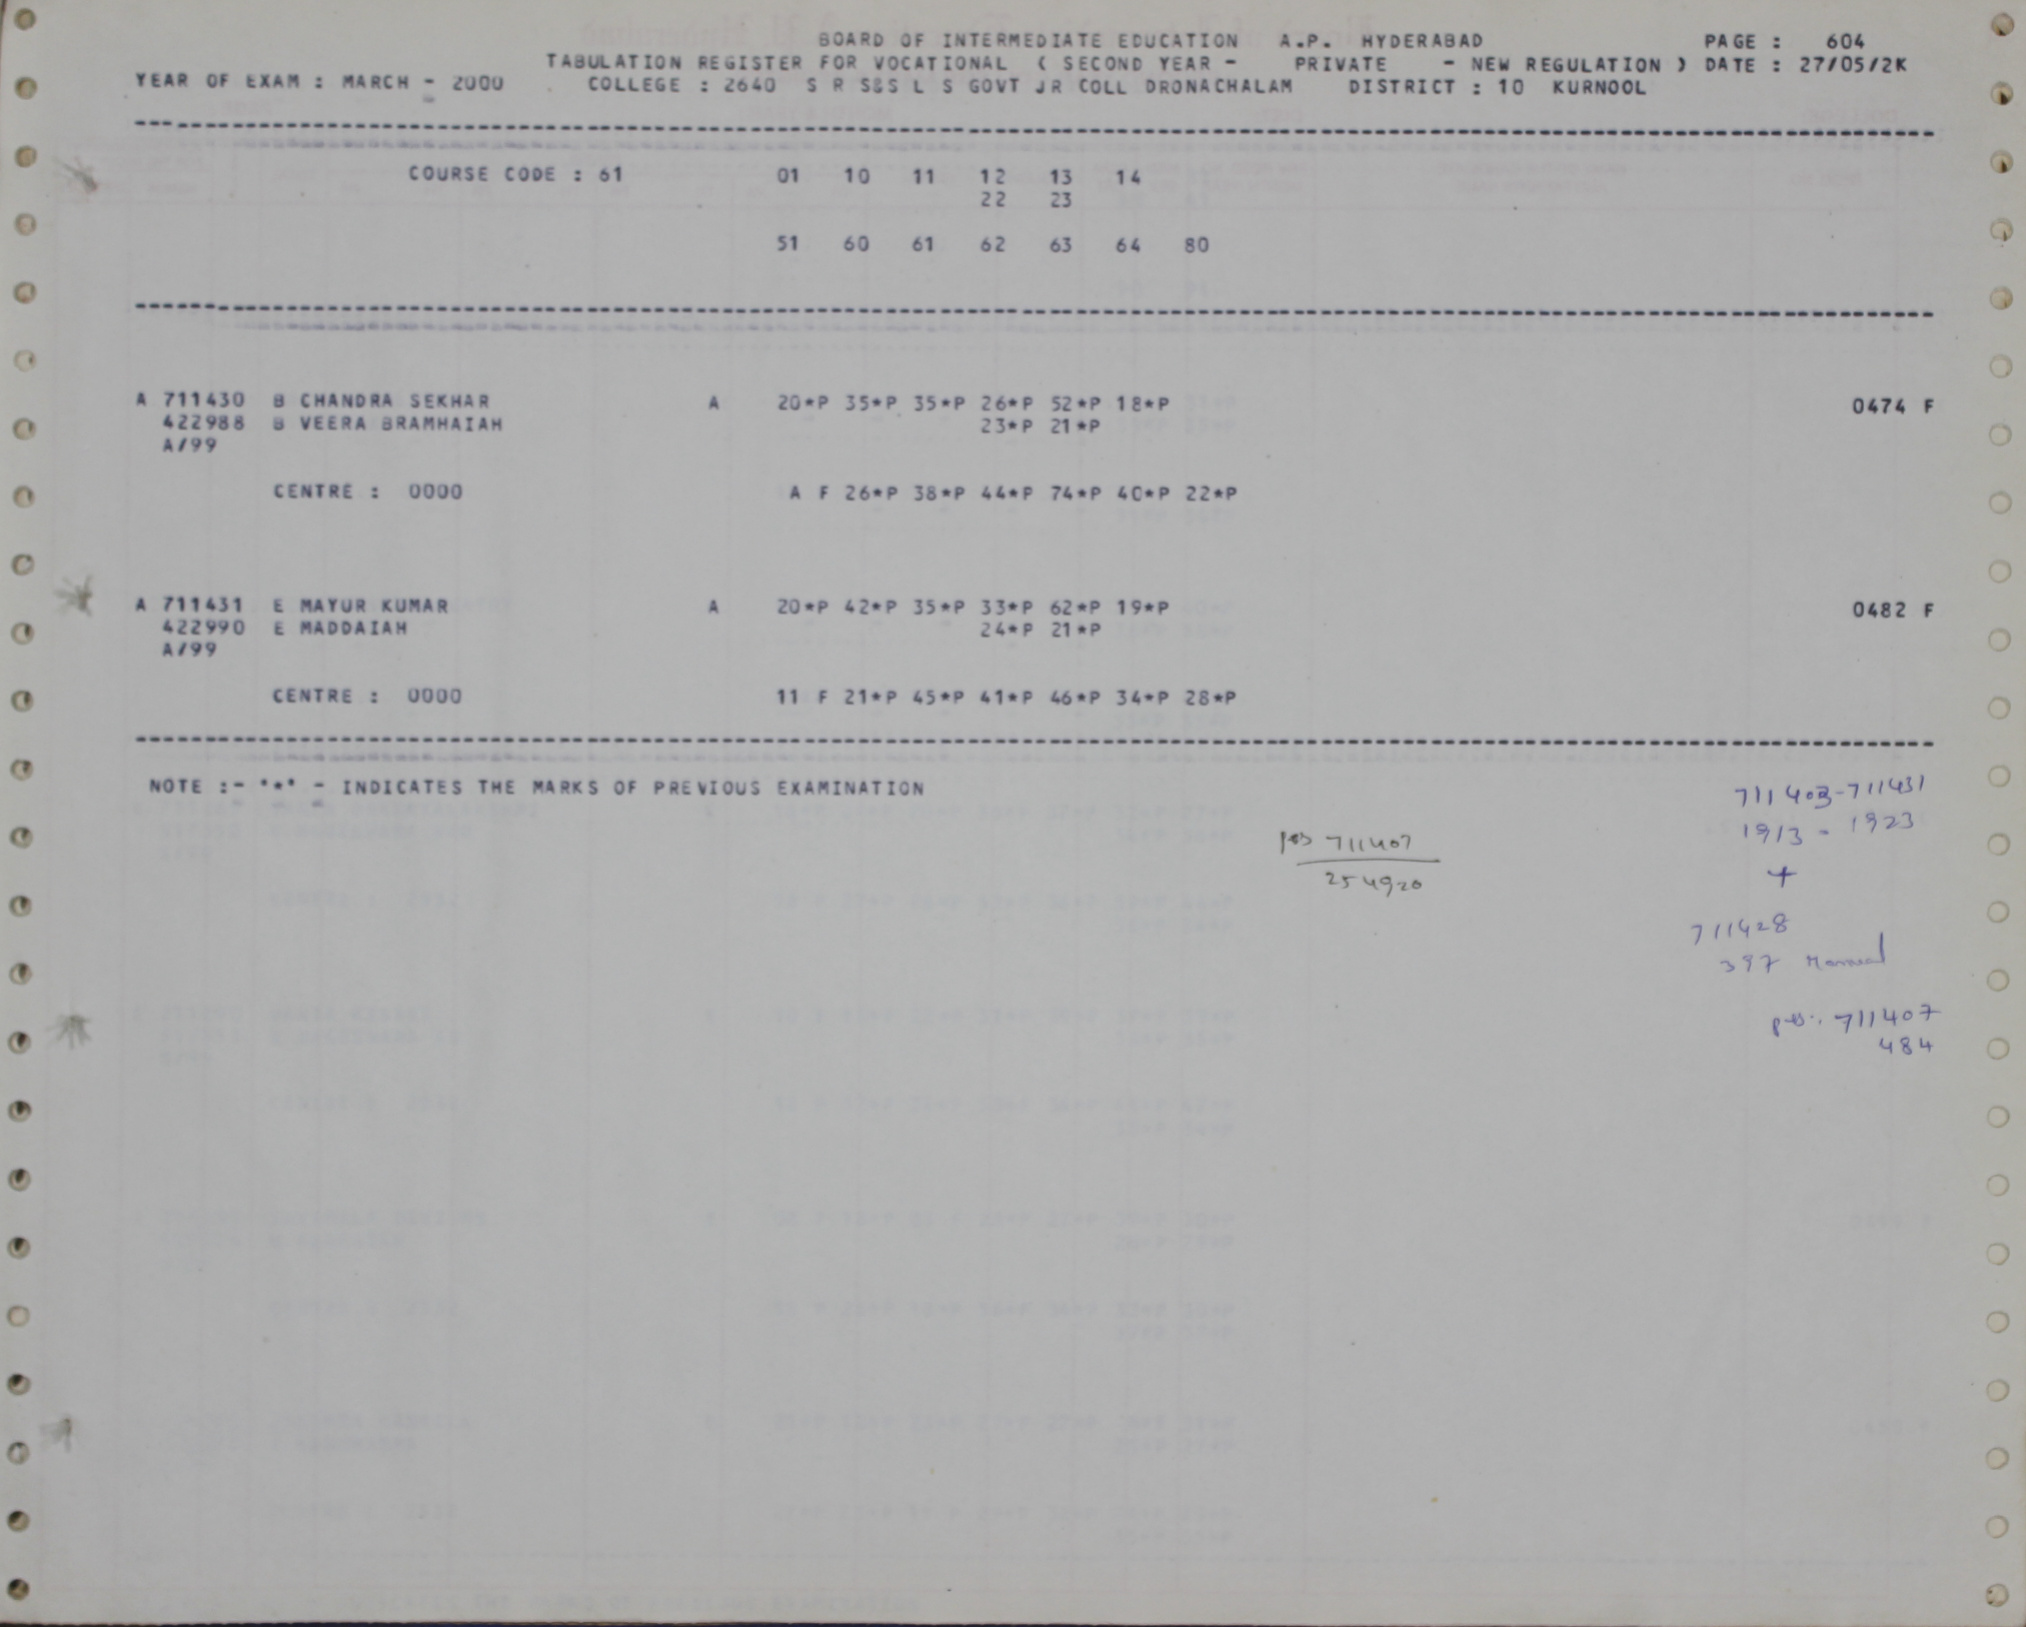 BOARD OF INTERMEDIATE EDUCATION A.P. HYDERABAD PAGE : 604
TABULATION REGISTER FOR VOCATIONAL ( SECOND YEAR - PRIVATE - NEW REGULATION ) DATE : 27/05/2K
YEAR OF EXAM : MARCH - 2000 COLLEGE : 2640 S R S&S L S GOVT JR COLL DRONACHALAM DISTRICT : 10 KURNOOL
COURSE CODE : 61 01 10 11 12 13 14
22 23
51 60 61 62 63 64 80
A 711430 B CHANDRA SEKHAR A 20*P 35*P 35*P 26*P 52*P 18*P 0474 F
422988 B VEERA BRAMHAIAH 23*P 21*P
A/99
CENTRE : 0000 A F 26*P 38*P 44*P 74*P 40*P 22*P
A 711431 E MAYUR KUMAR A 20*P 42*P 35*P 33*P 62*P 19*P 0482 F
422990 E MADDAIAH 24*P 21*P
A/99
CENTRE : 0000 11 F 21*P 45*P 41*P 46*P 34*P 28*P
NOTE :- "*" - INDICATES THE MARKS OF PREVIOUS EXAMINATION
711403-711431
1913 - 1923
+
711407
254920
711428
397 Manual
711407
484